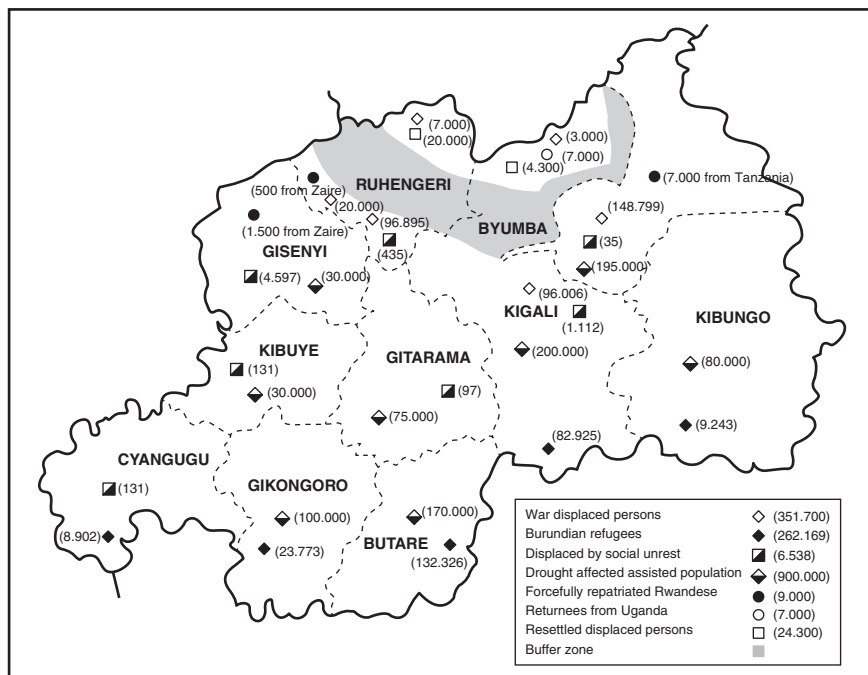 (7.000)
(20.000)
(3.000)
(7.000)
(4.300)
(7.000 from Tanzania)
(500 from Zaire)
RUHENGERI
(20.000)
(148.799)
(96.895)
BYUMBA
(1.500 from Zaire)
(35)
GISENYI
(435)
(195.000)
(4.597)
(30.000)
(96.006)
KIGALI
KIBUNGO
(1.112)
KIBUYE
GITARAMA
(200.000)
(131)
(80.000)
(97)
(30.000)
(75.000)
(82.925)
(9.243)
CYANGUGU
GIKONGORO
(131)
(100.000)
(170.000)
(8.902)
BUTARE
(23.773)
(132.326)
War displaced persons (351.700)
Burundian refugees (262.169)
Displaced by social unrest (6.538)
Drought affected assisted population (900.000)
Forcefully repatriated Rwandese (9.000)
Returnees from Uganda (7.000)
Resettled displaced persons (24.300)
Buffer zone